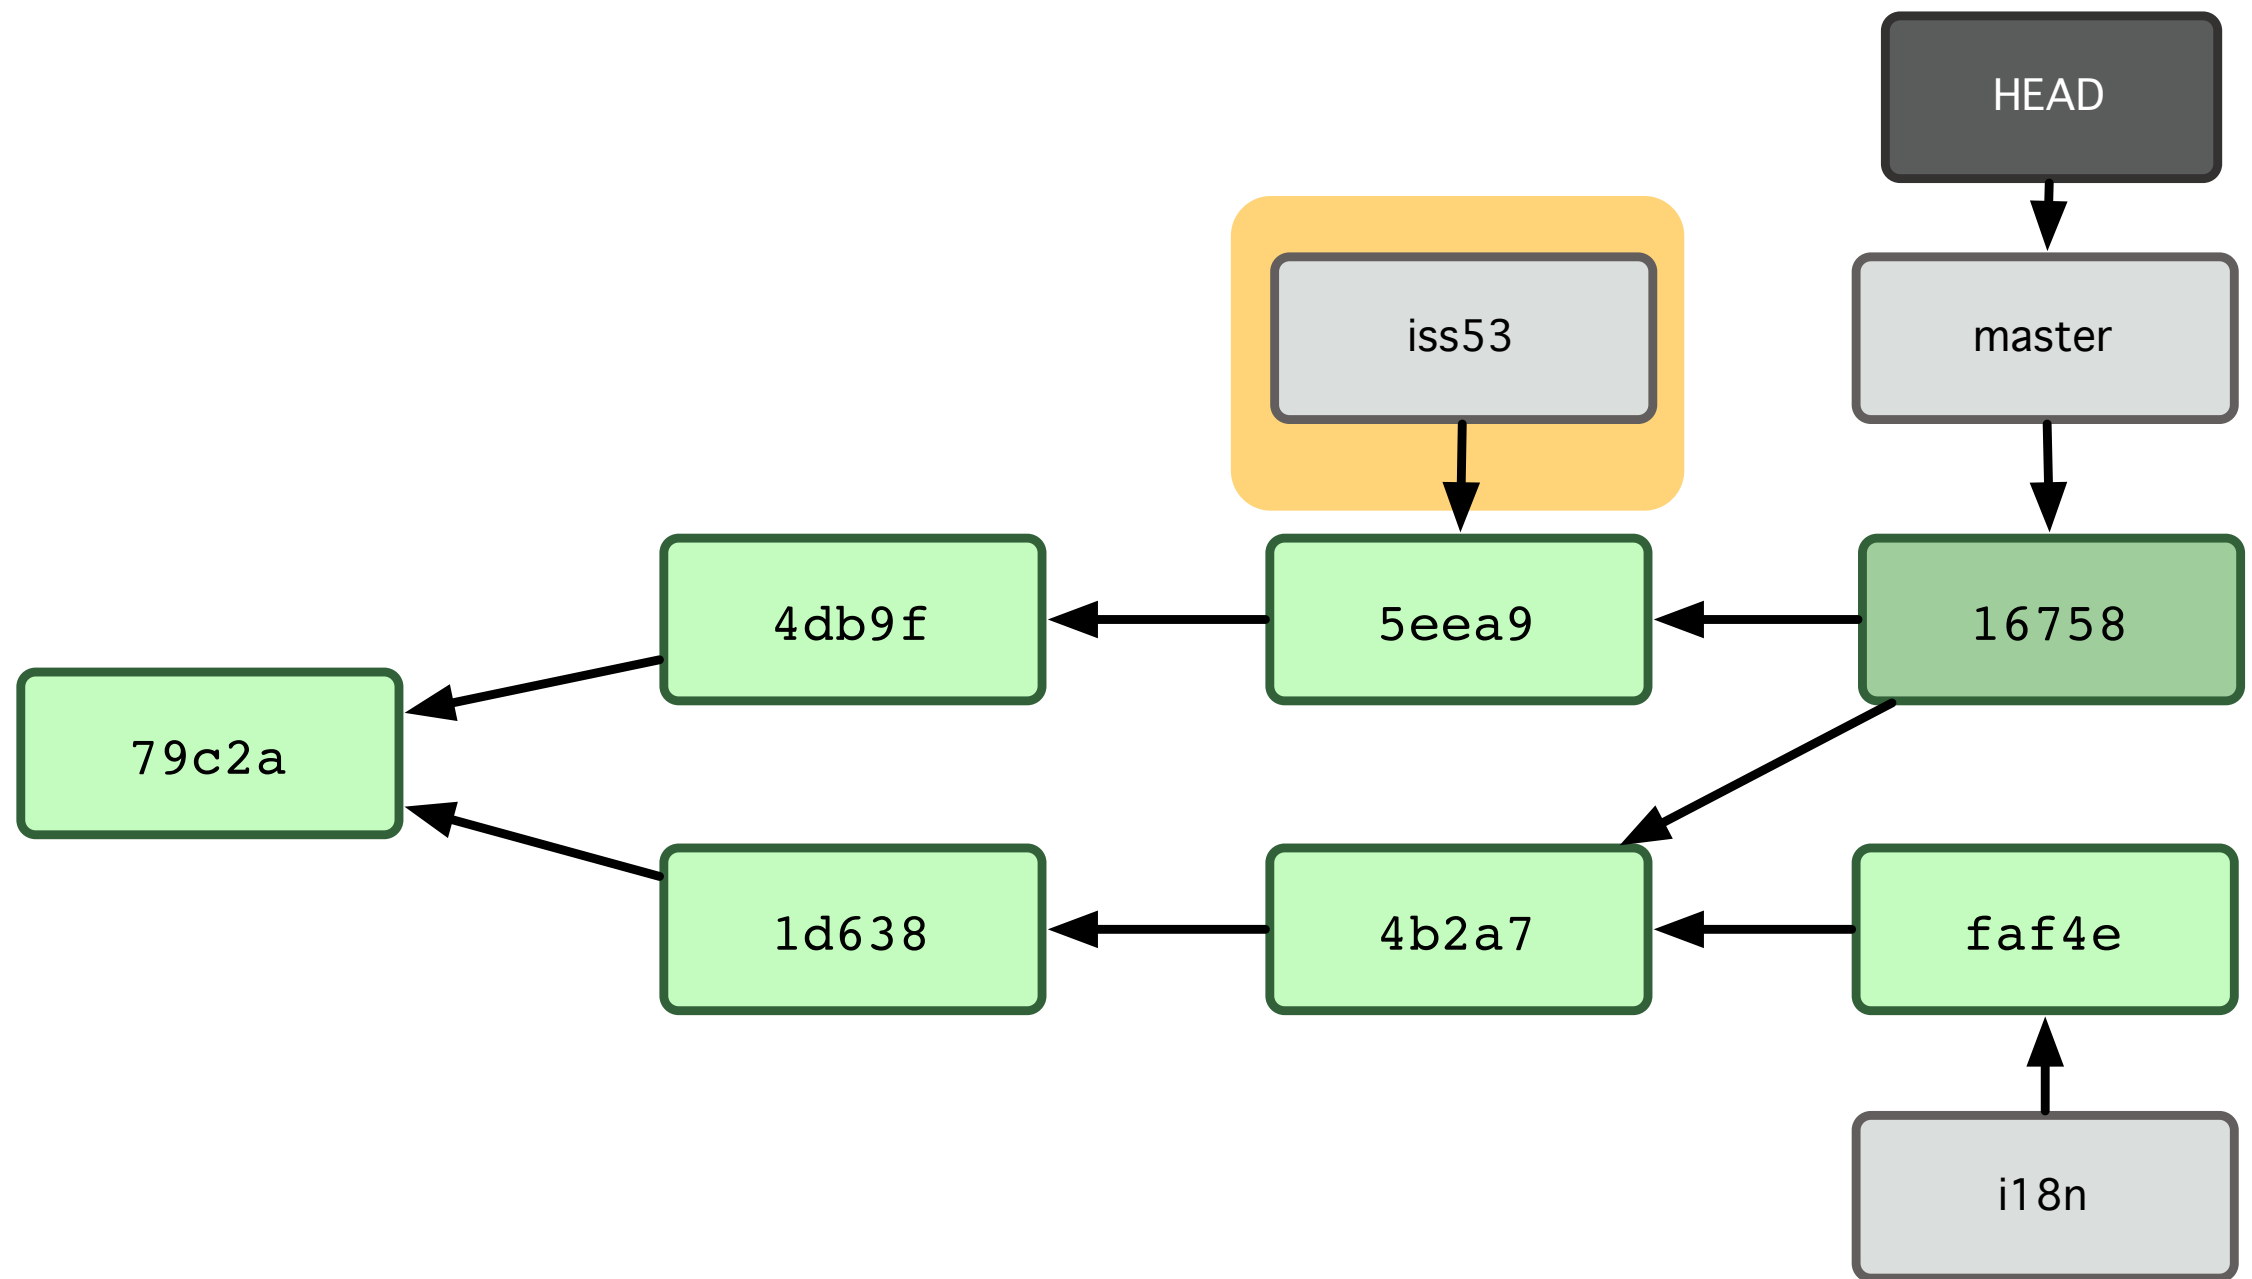 HEAD
iss53
master
4db9f
5eea9
16758
79c2a
1d638
4b2a7
faf4e
i18n